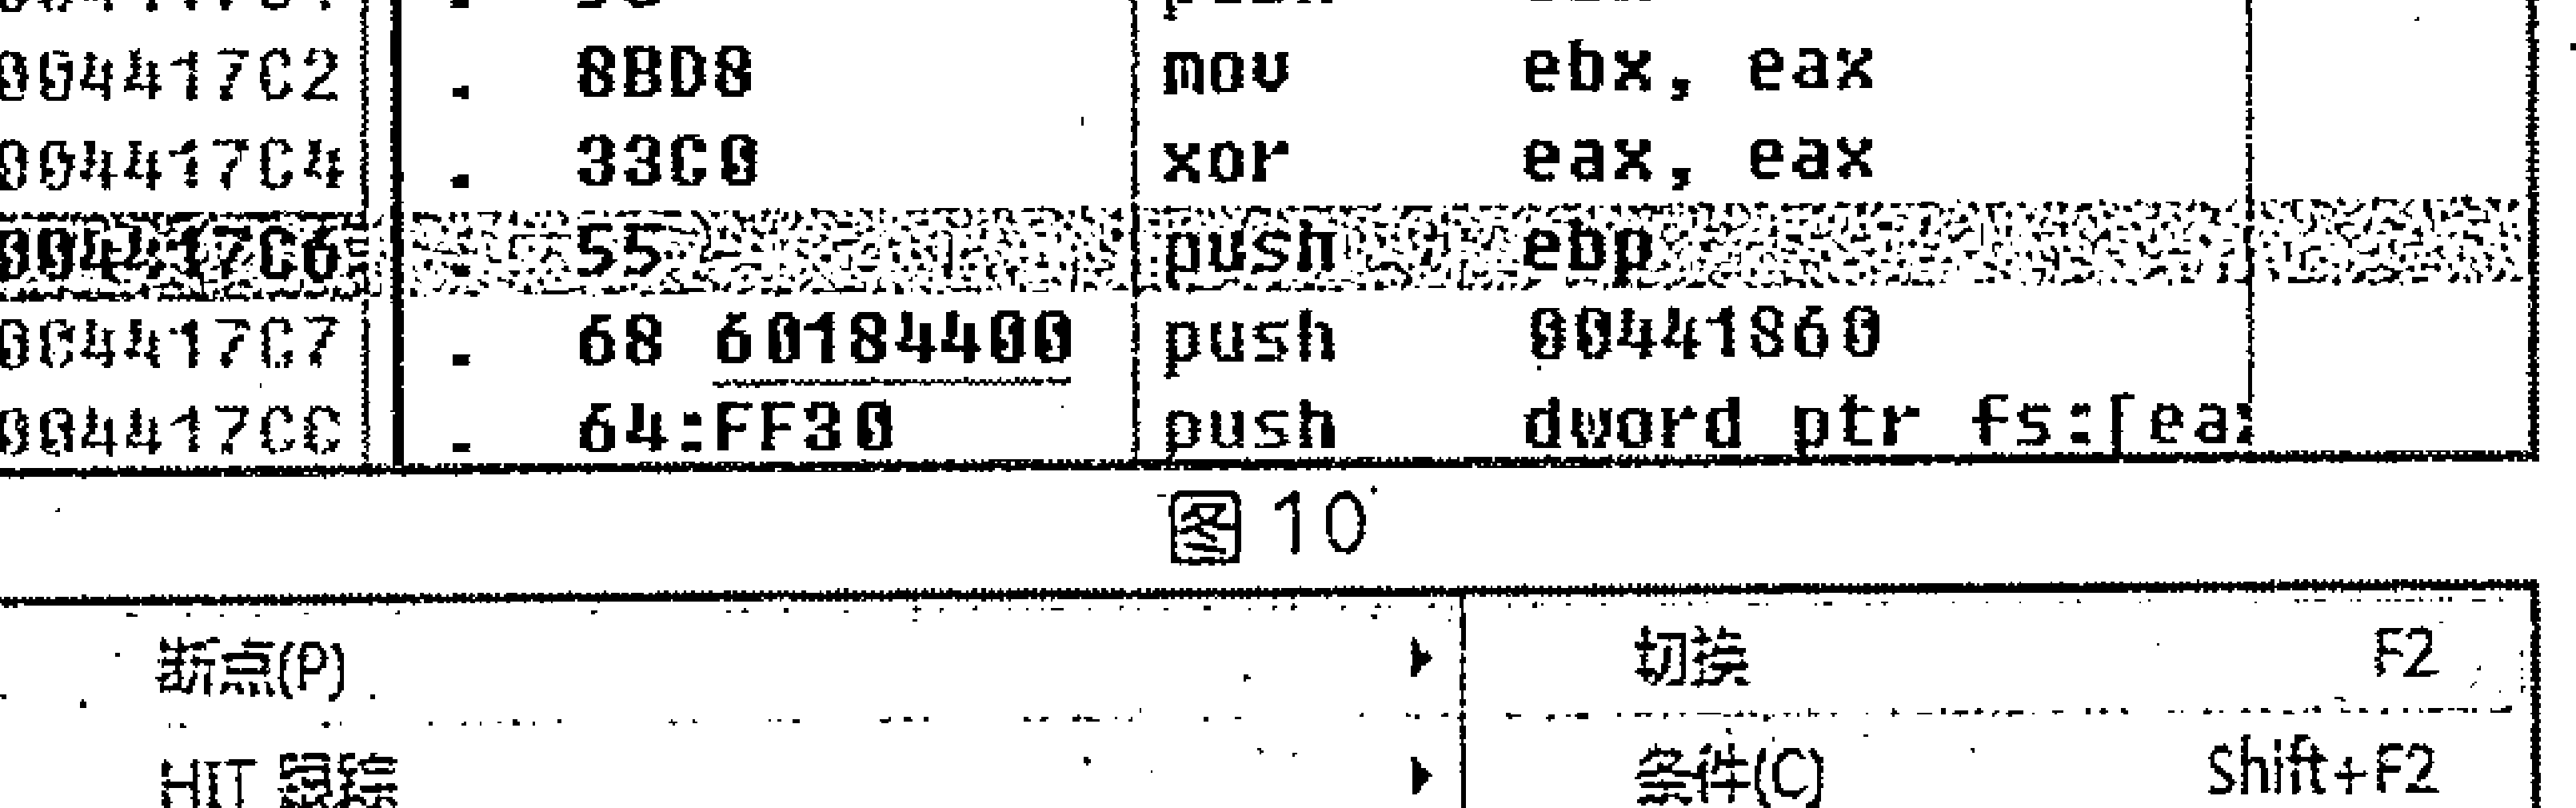 004417C2 . 8BD8 mov ebx, eax
004417C4 . 33C0 xor eax, eax
004417C6 . 55 push ebp
004417C7 . 68 60184400 push 00441860
004417CC . 64:FF30 push dword ptr fs:[ea
图 10
断点(P) 切换 F2
HIT 跟踪 条件(C) Shift+F2